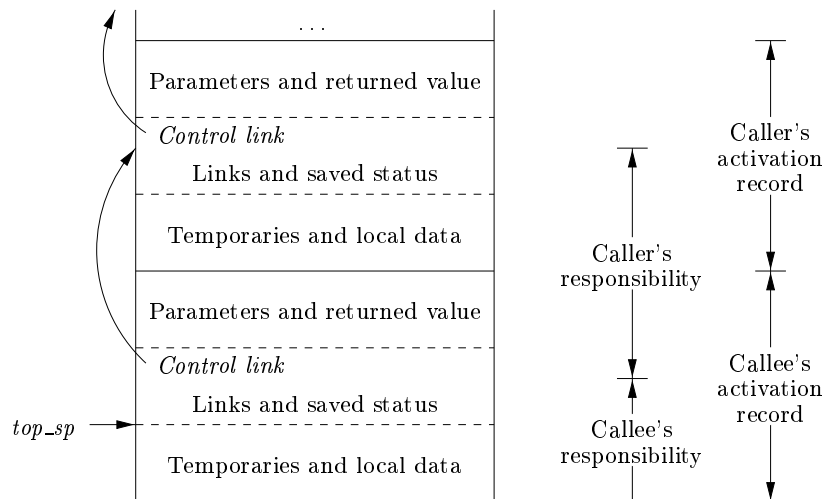 . . .
Parameters and returned value
Control link
Links and saved status
Temporaries and local data
Parameters and returned value
Control link
Links and saved status
top_sp
Temporaries and local data
Caller's
responsibility
Callee's
responsibility
Caller's
activation
record
Callee's
activation
record